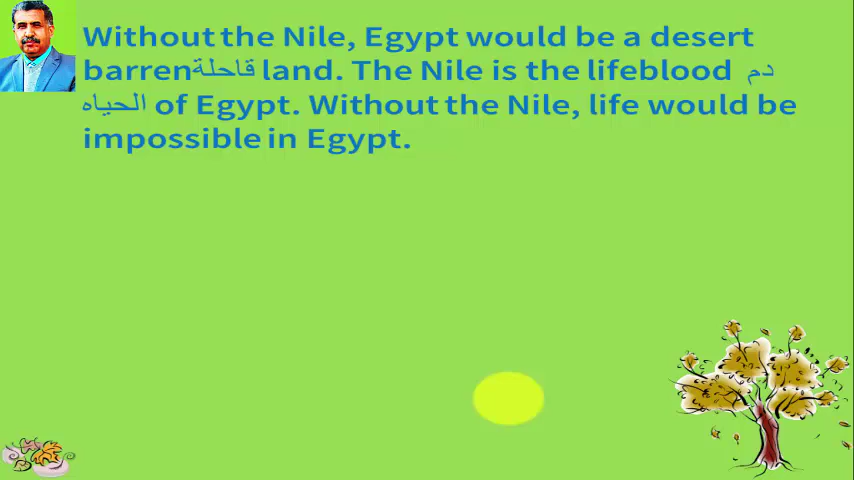 Without the Nile, Egypt would be a desert
barrenقاحلة land. The Nile is the lifeblood دم
الحياه of Egypt. Without the Nile, life would be
impossible in Egypt.